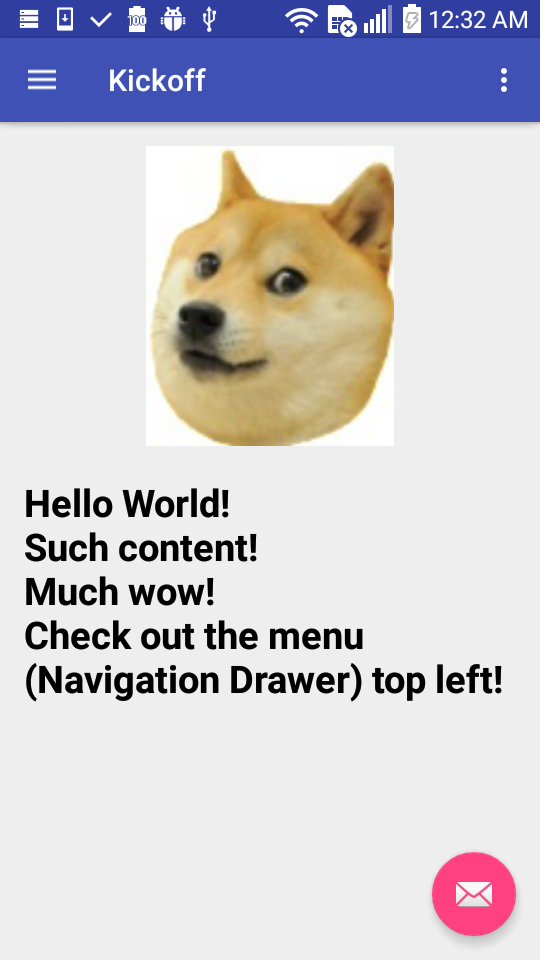 100
12:32 AM
Kickoff
Hello World!
Such content!
Much wow!
Check out the menu
(Navigation Drawer) top left!